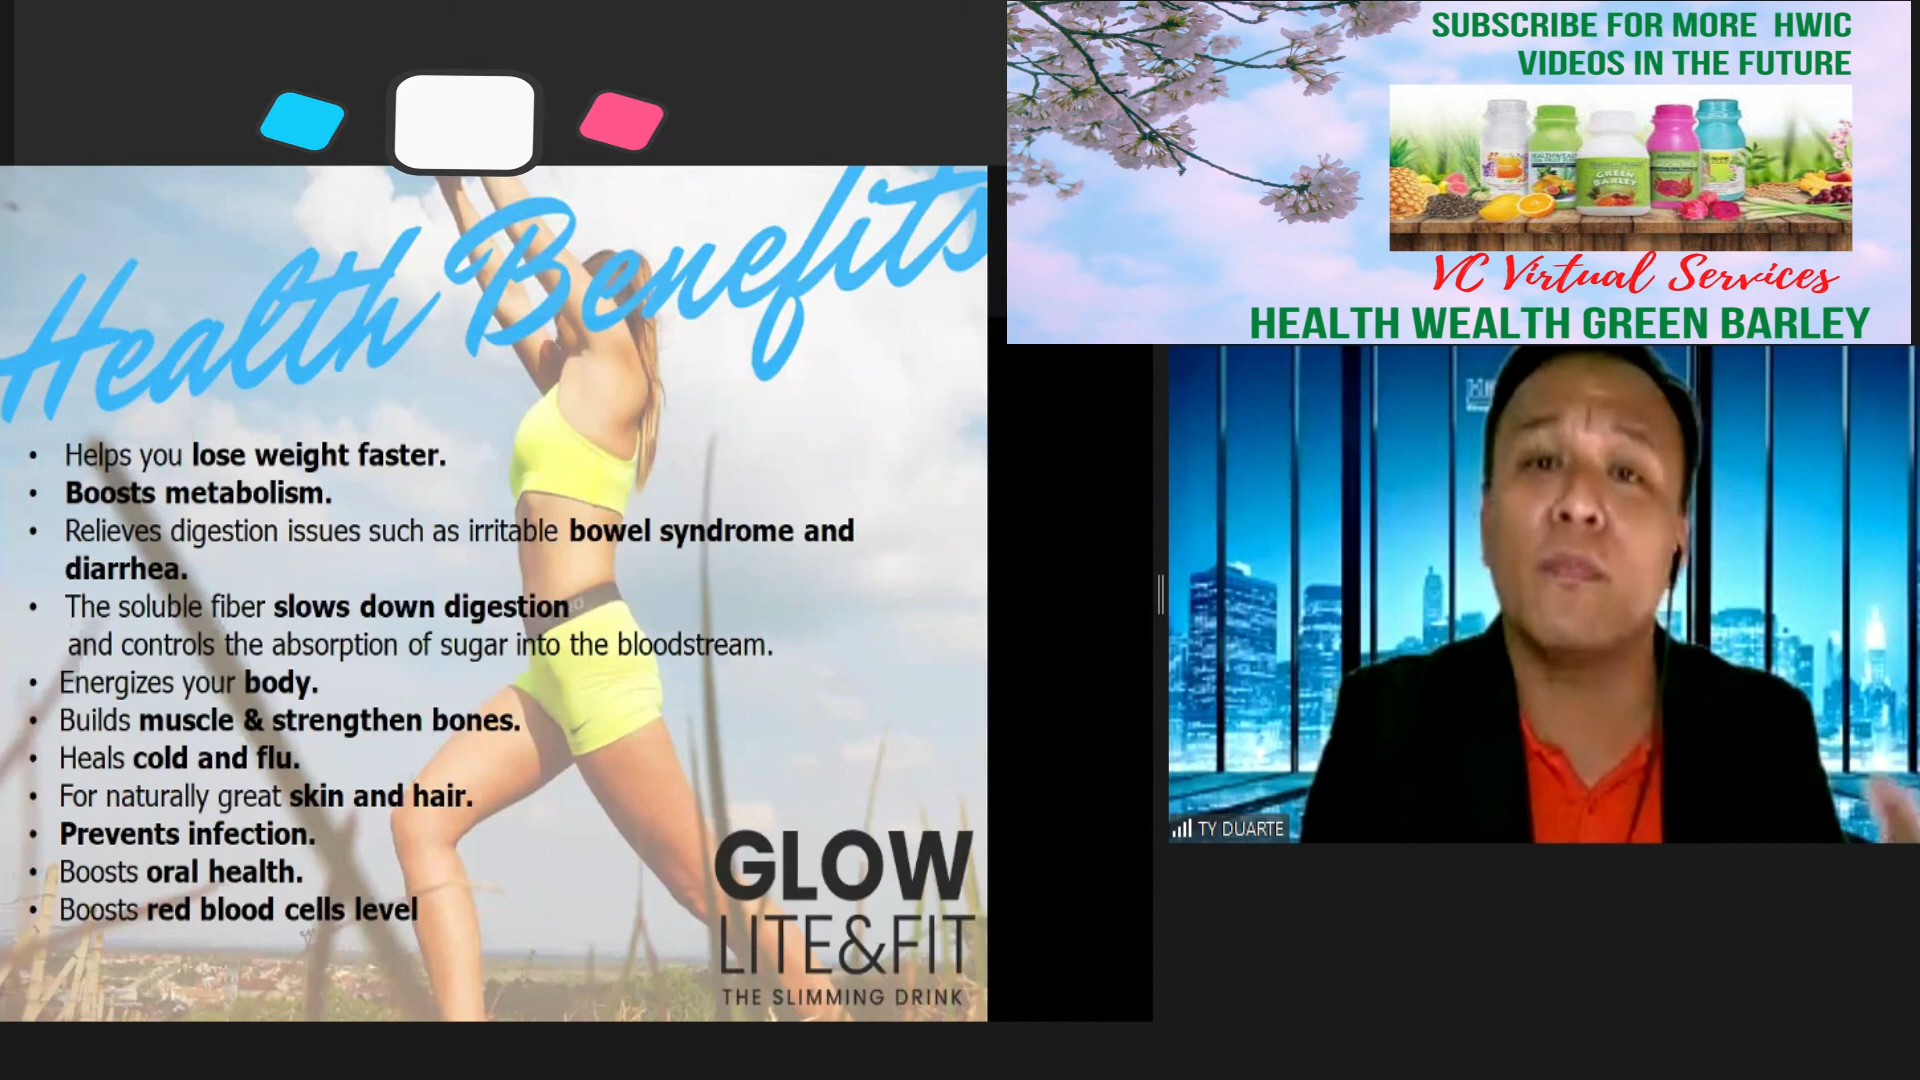 Health Benefits
• Helps you lose weight faster.
• Boosts metabolism.
• Relieves digestion issues such as irritable bowel syndrome and
diarrhea.
• The soluble fiber slows down digestion
and controls the absorption of sugar into the bloodstream.
• Energizes your body.
• Builds muscle & strengthen bones.
• Heals cold and flu.
• For naturally great skin and hair.
• Prevents infection.
• Boosts oral health.
• Boosts red blood cells level
GLOW
LITE&FIT
THE SLIMMING DRINK
SUBSCRIBE FOR MORE HWIC
VIDEOS IN THE FUTURE
GREEN
BARLEY
VC Virtual Services
HEALTH WEALTH GREEN BARLEY
TY DUARTE